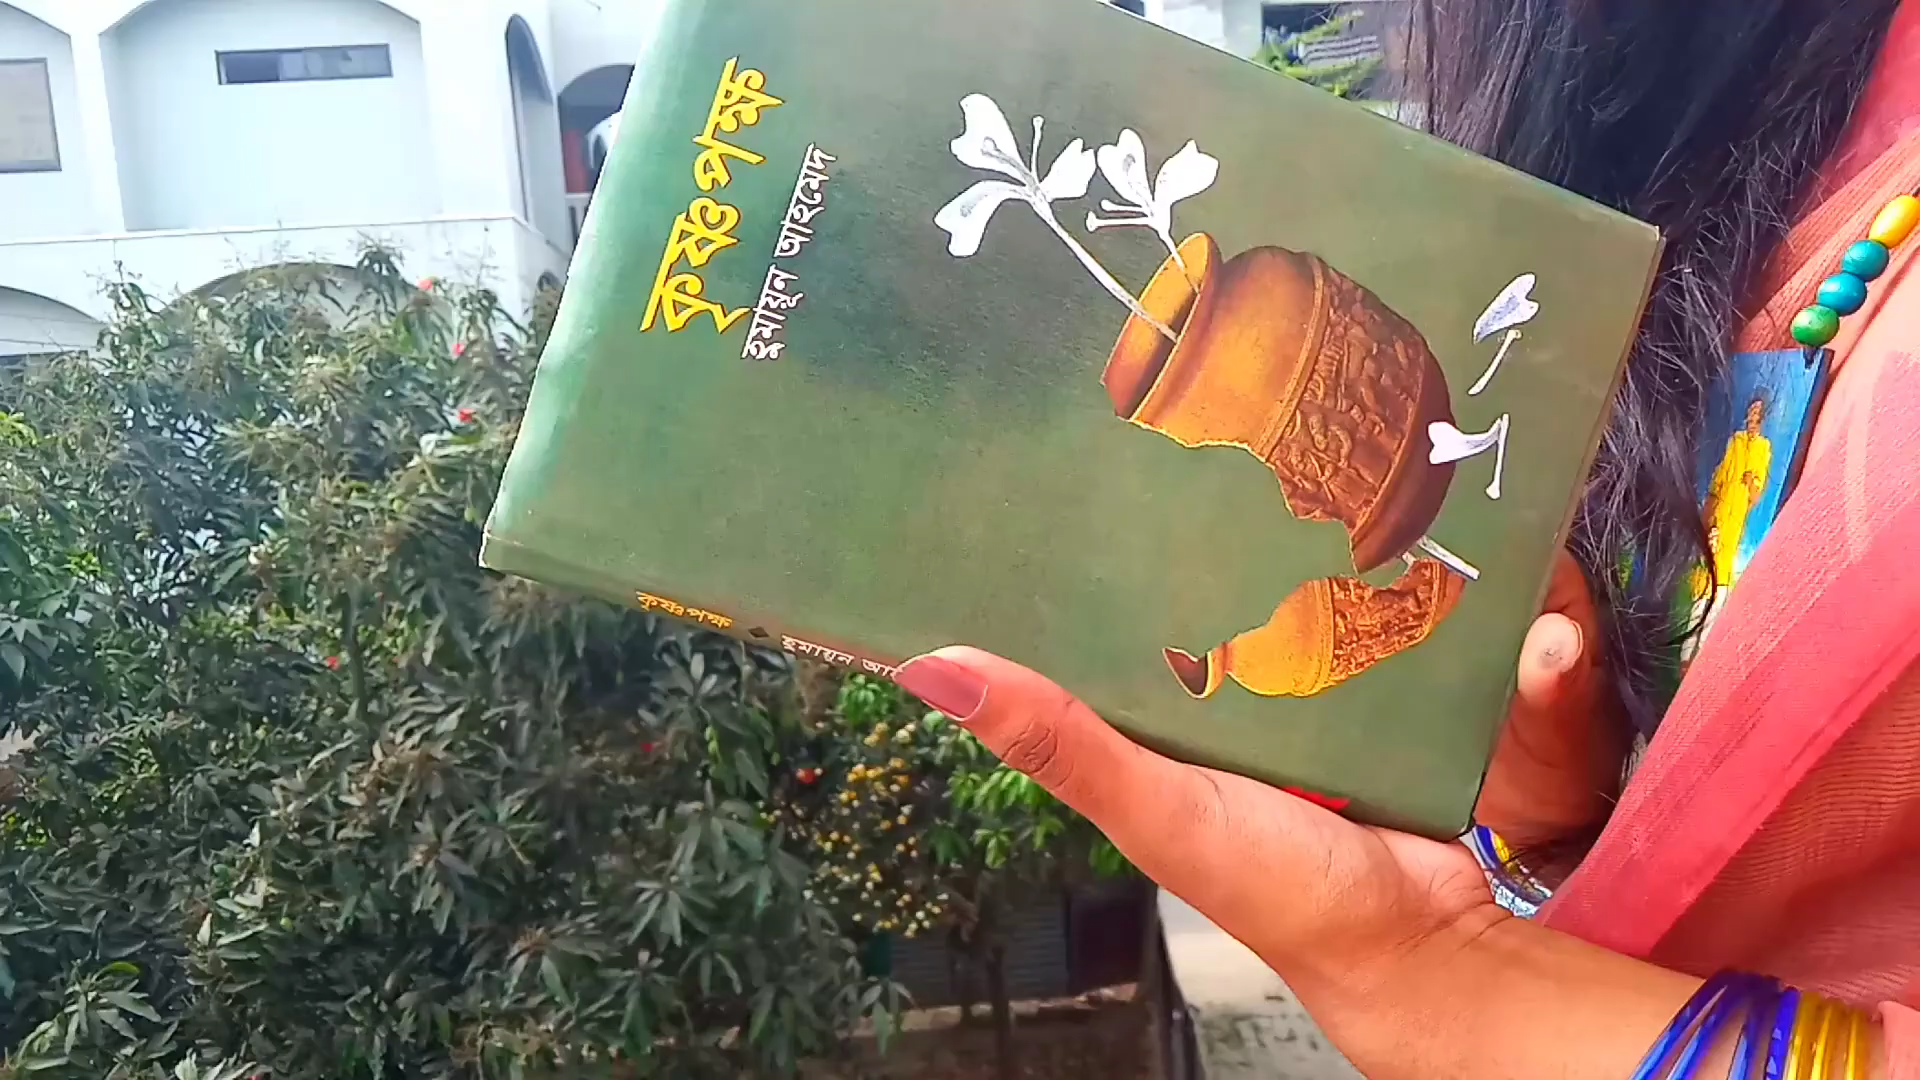 কৃষ্ণপক্ষ
হুমায়ূন আহমেদ
কৃষ্ণপক্ষ ◆ হুমায়ূন আ